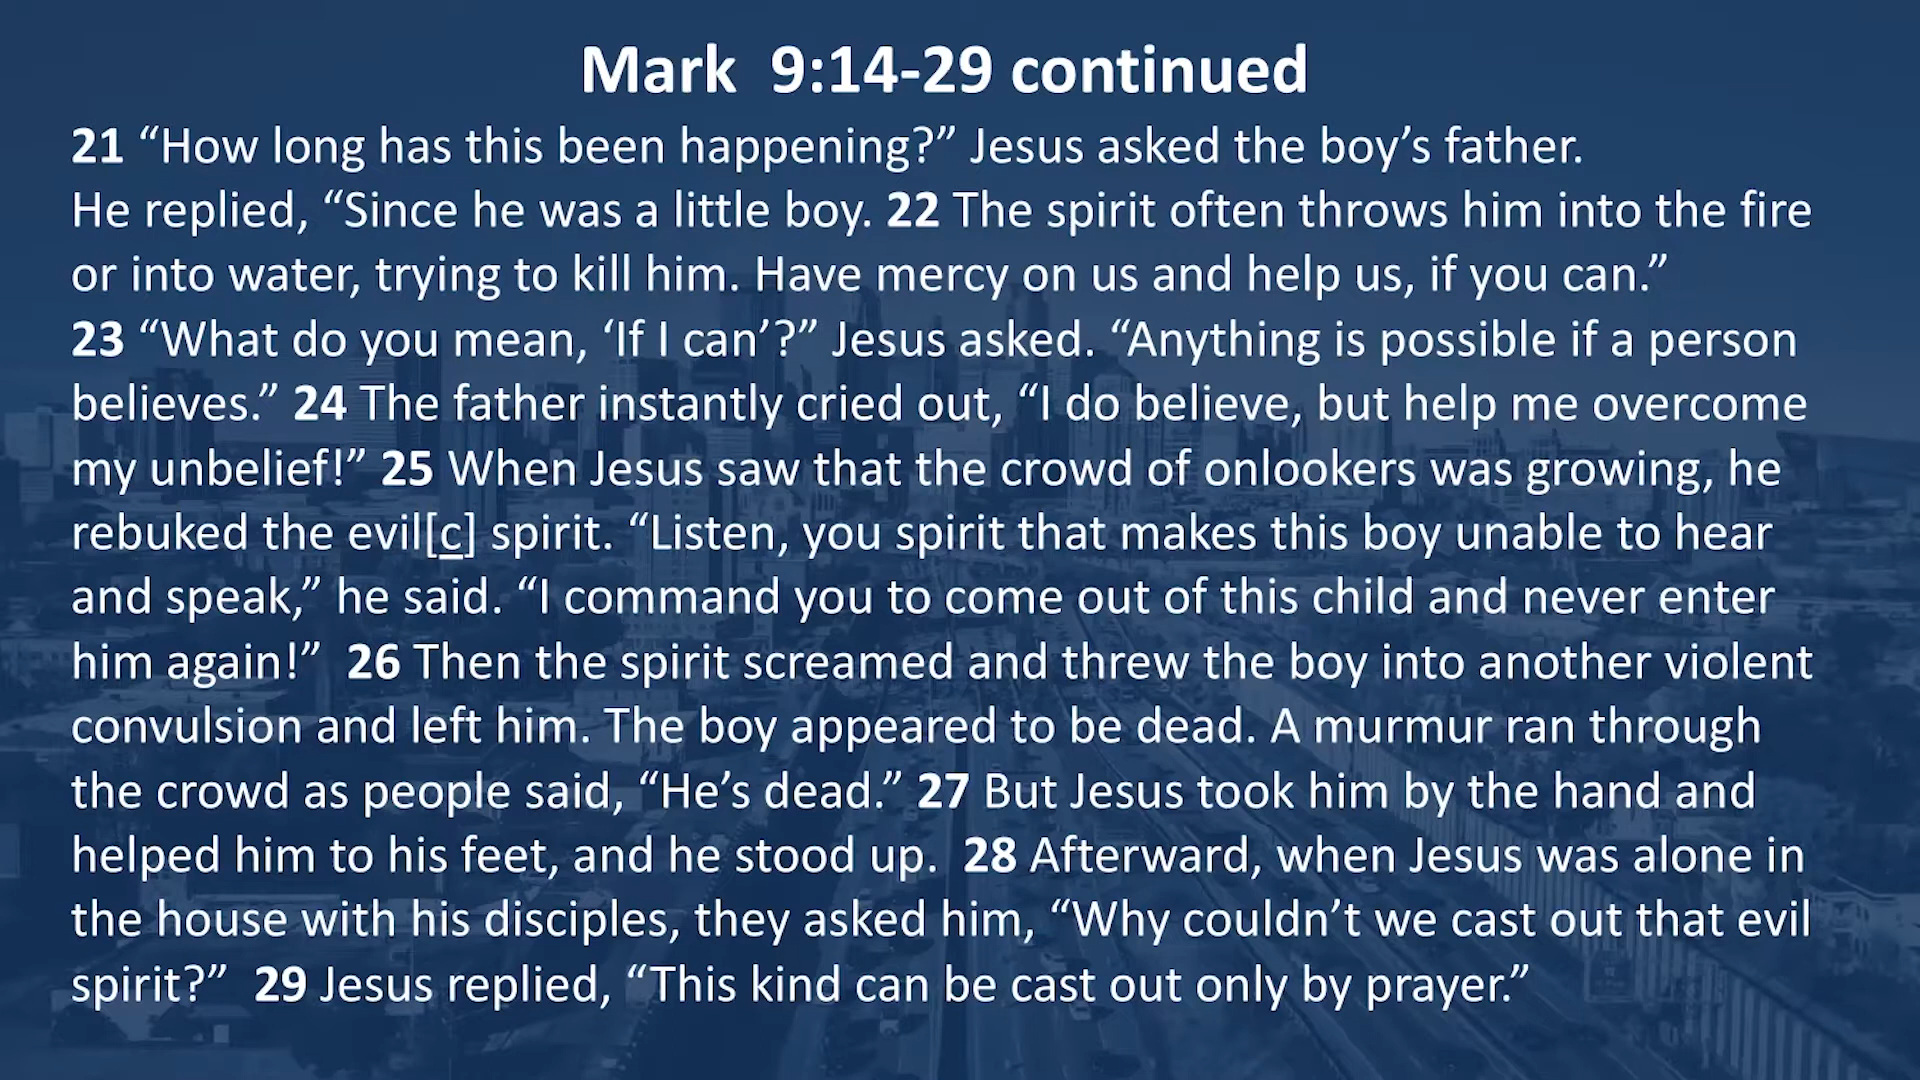 Mark  9:14-29 continued
21 “How long has this been happening?” Jesus asked the boy’s father.
He replied, “Since he was a little boy. 22 The spirit often throws him into the fire
or into water, trying to kill him. Have mercy on us and help us, if you can.”
23 “What do you mean, ‘If I can’?” Jesus asked. “Anything is possible if a person
believes.” 24 The father instantly cried out, “I do believe, but help me overcome
my unbelief!” 25 When Jesus saw that the crowd of onlookers was growing, he
rebuked the evil[c] spirit. “Listen, you spirit that makes this boy unable to hear
and speak,” he said. “I command you to come out of this child and never enter
him again!”  26 Then the spirit screamed and threw the boy into another violent
convulsion and left him. The boy appeared to be dead. A murmur ran through
the crowd as people said, “He’s dead.” 27 But Jesus took him by the hand and
helped him to his feet, and he stood up.  28 Afterward, when Jesus was alone in
the house with his disciples, they asked him, “Why couldn’t we cast out that evil
spirit?”  29 Jesus replied, “This kind can be cast out only by prayer.”